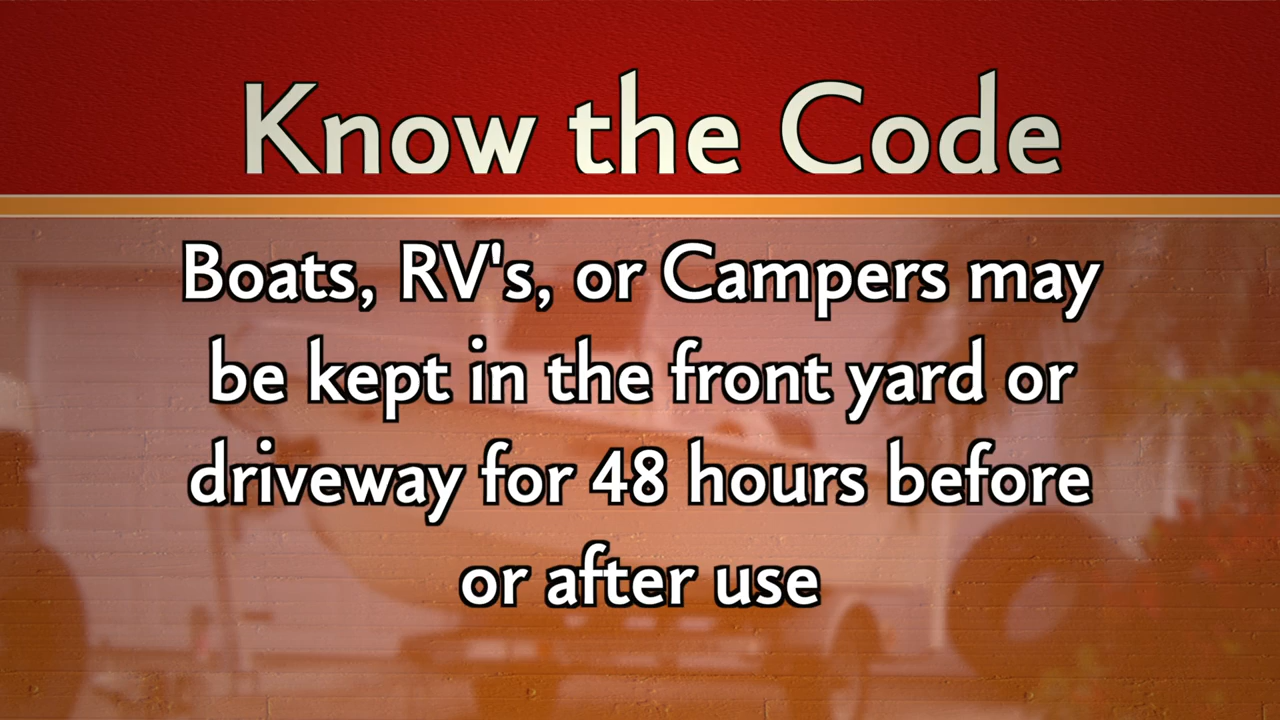 Know the Code
Boats, RV's, or Campers may
be kept in the front yard or
driveway for 48 hours before
or after use